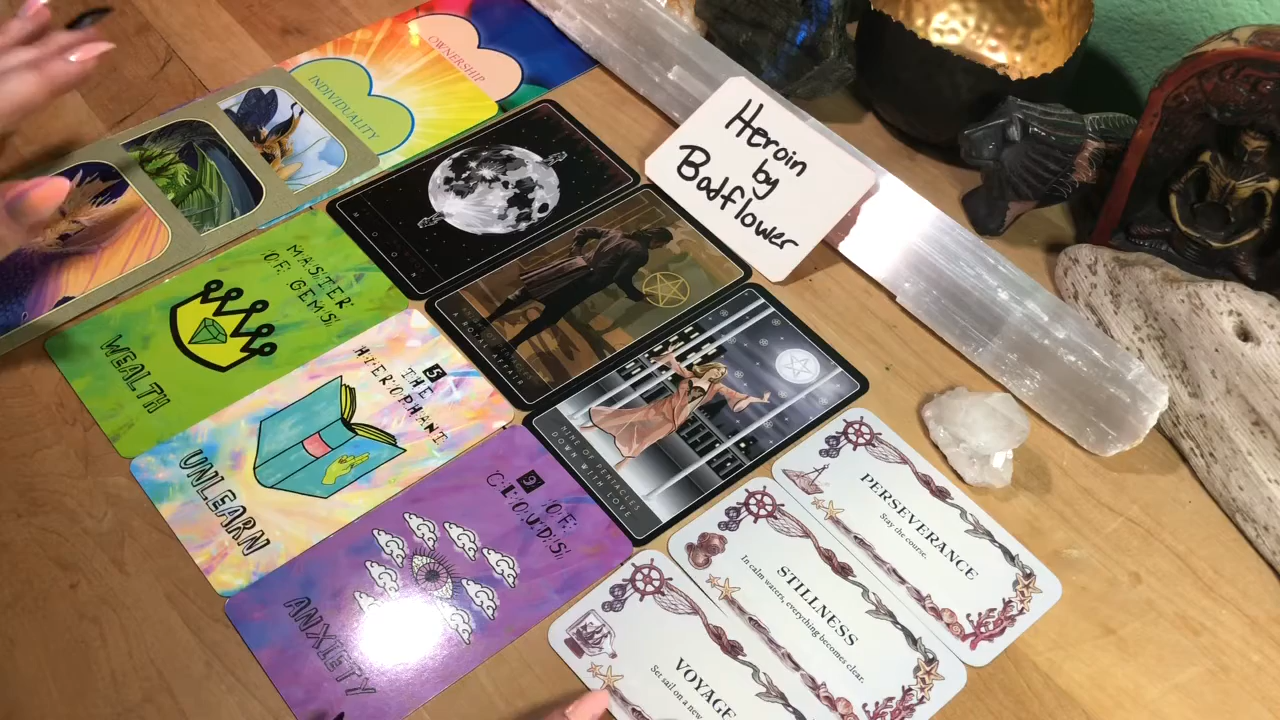 OWNERSHIP
INDIVIDUALITY
Heroin
by
Badflower
MOON
A ROYAL AFFAIR
NINE OF PENTACLES
DOWN WITH LOVE
MASTER
OF GEMS
WEALTH
5
THE
HIEROPHANT
UNLEARN
9
OF
CLOUDS
ANXIETY
PERSEVERANCE
Stay the course.
STILLNESS
In calm waters, everything becomes clear.
VOYAGE
Set sail on a new